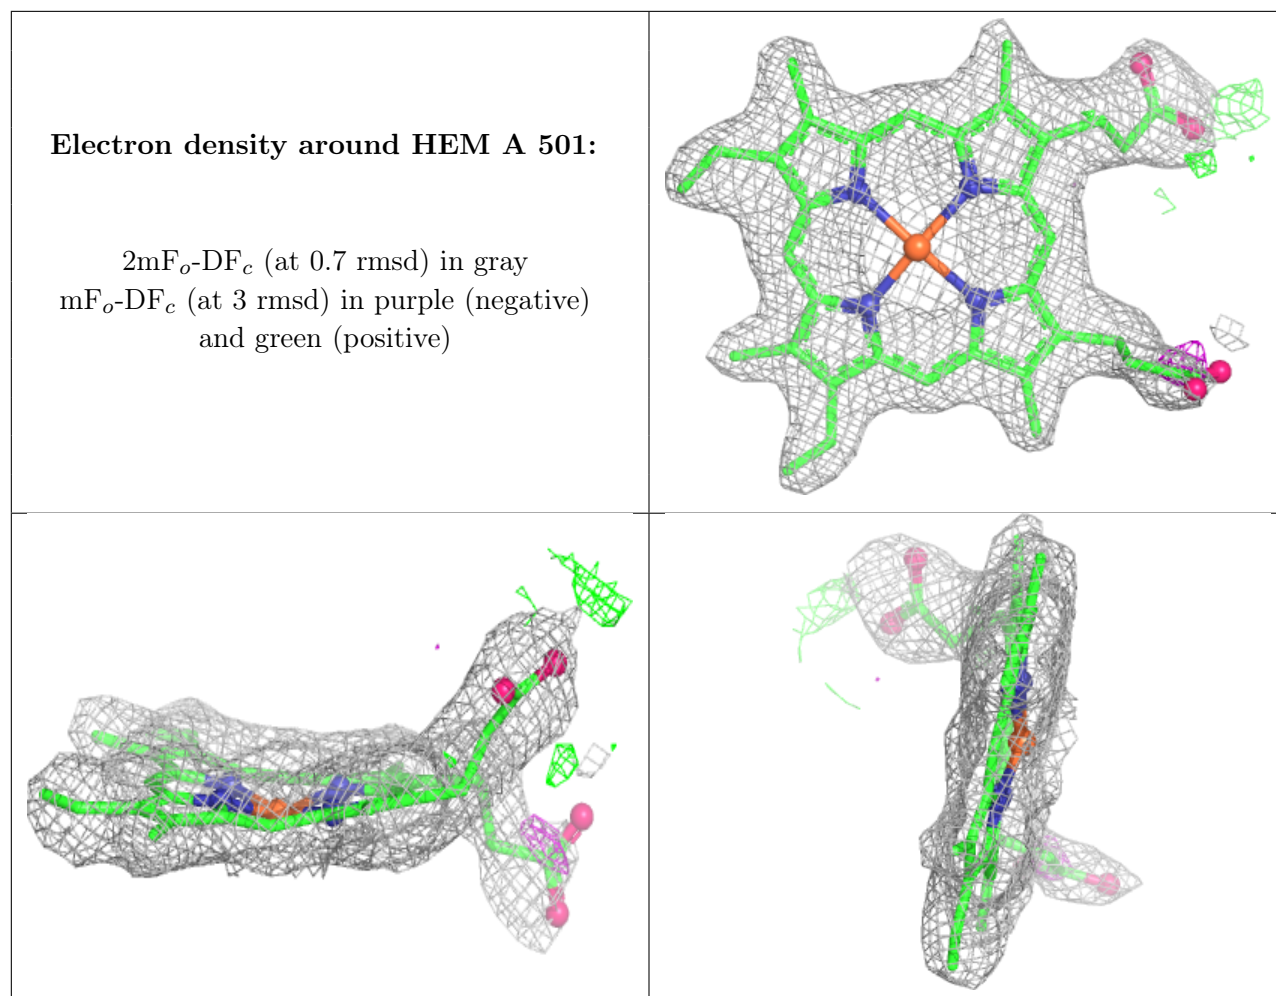 Electron density around HEM A 501:
2mFo-DFc (at 0.7 rmsd) in gray
mFo-DFc (at 3 rmsd) in purple (negative)
and green (positive)